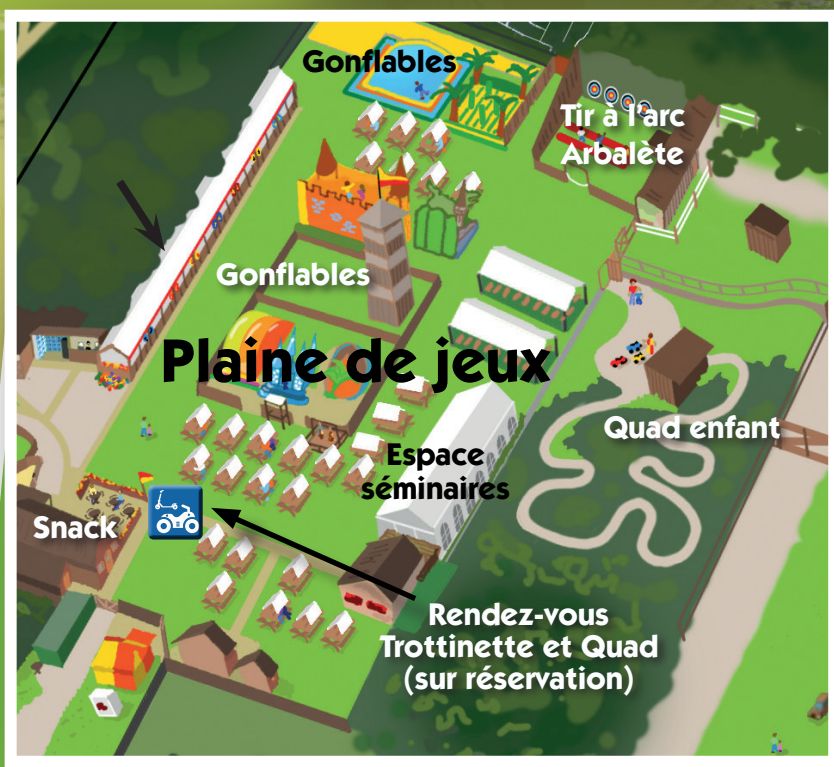 Gonflables
Tir à l'arc
Arbalète
Gonflables
Plaine de jeux
Quad enfant
Espace
séminaires
Snack
Rendez-vous
Trottinette et Quad
(sur réservation)